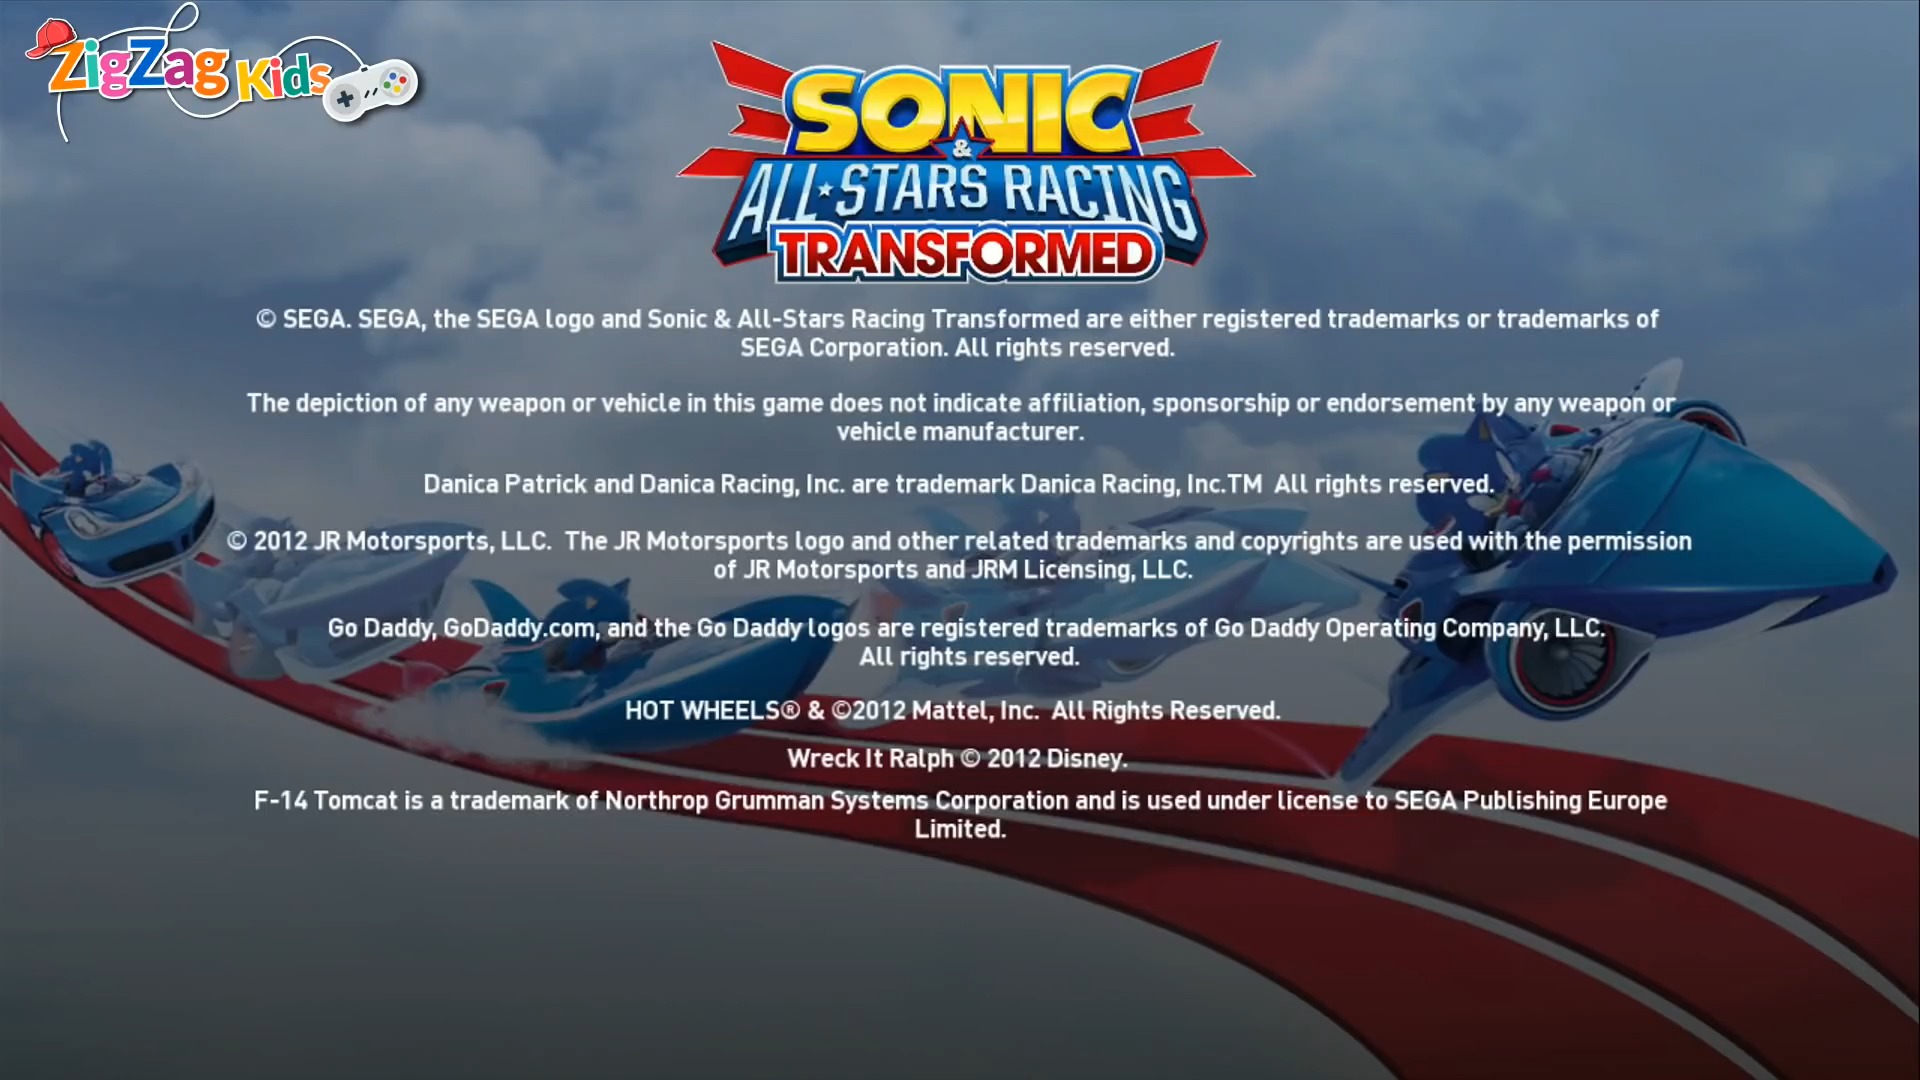 ZigZag Kids
SONIC
&
ALL★STARS RACING
TRANSFORMED
© SEGA. SEGA, the SEGA logo and Sonic & All-Stars Racing Transformed are either registered trademarks or trademarks of
SEGA Corporation. All rights reserved.
The depiction of any weapon or vehicle in this game does not indicate affiliation, sponsorship or endorsement by any weapon or
vehicle manufacturer.
Danica Patrick and Danica Racing, Inc. are trademark Danica Racing, Inc.TM  All rights reserved.
© 2012 JR Motorsports, LLC.  The JR Motorsports logo and other related trademarks and copyrights are used with the permission
of JR Motorsports and JRM Licensing, LLC.
Go Daddy, GoDaddy.com, and the Go Daddy logos are registered trademarks of Go Daddy Operating Company, LLC.
All rights reserved.
HOT WHEELS® & ©2012 Mattel, Inc.  All Rights Reserved.
Wreck It Ralph © 2012 Disney.
F-14 Tomcat is a trademark of Northrop Grumman Systems Corporation and is used under license to SEGA Publishing Europe
Limited.